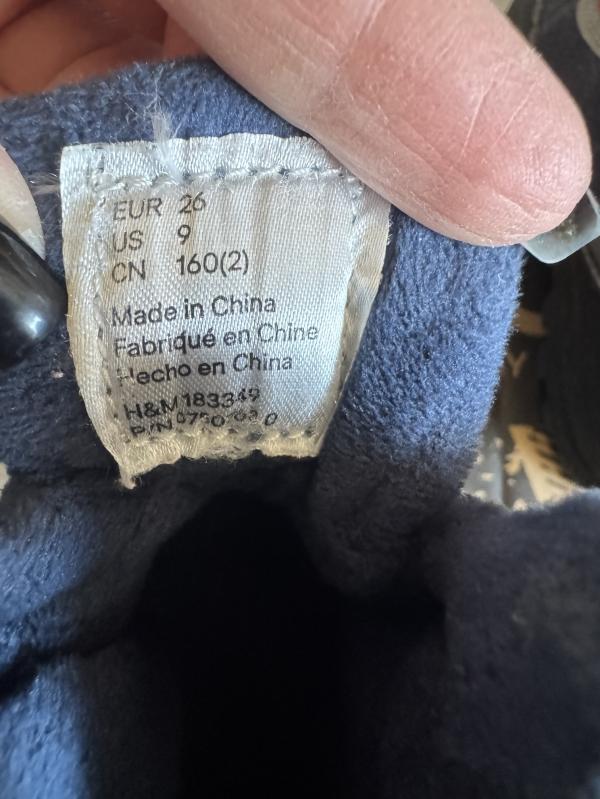 EUR 26
US 9
CN 160(2)
Made in China
Fabriqué en Chine
Hecho en China
H&M 183349
P/N